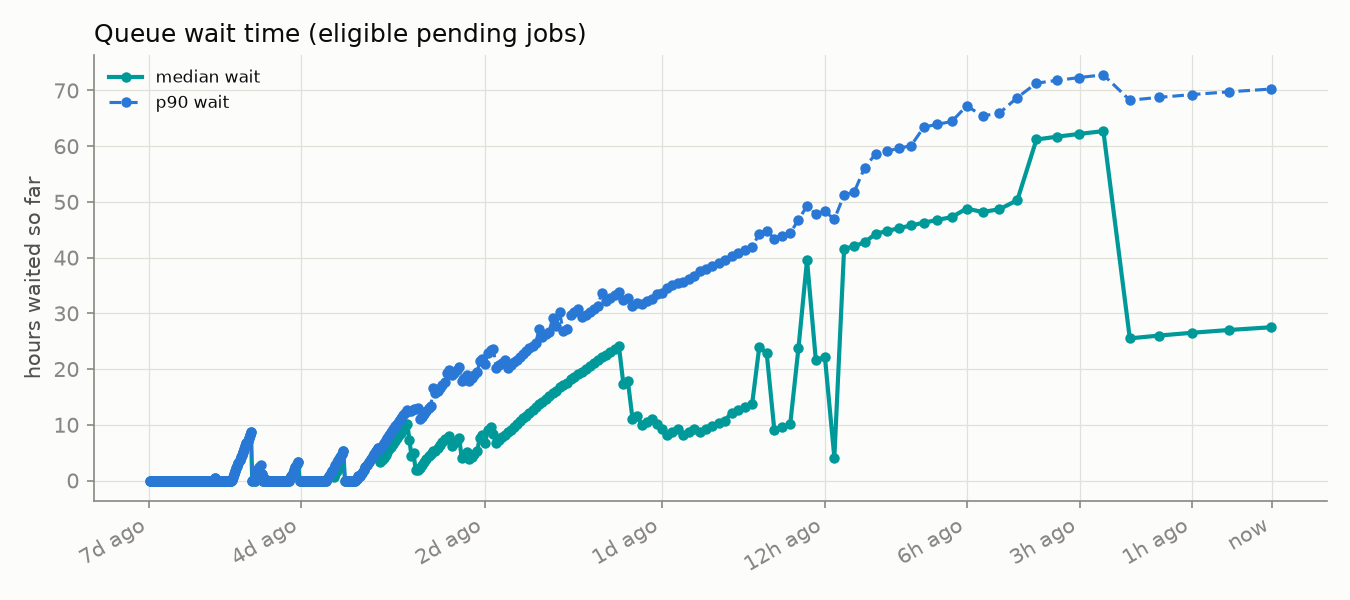 Queue wait time (eligible pending jobs)
median wait
p90 wait
hours waited so far
70
60
50
40
30
20
10
0
7d ago
4d ago
2d ago
1d ago
12h ago
6h ago
3h ago
1h ago
now